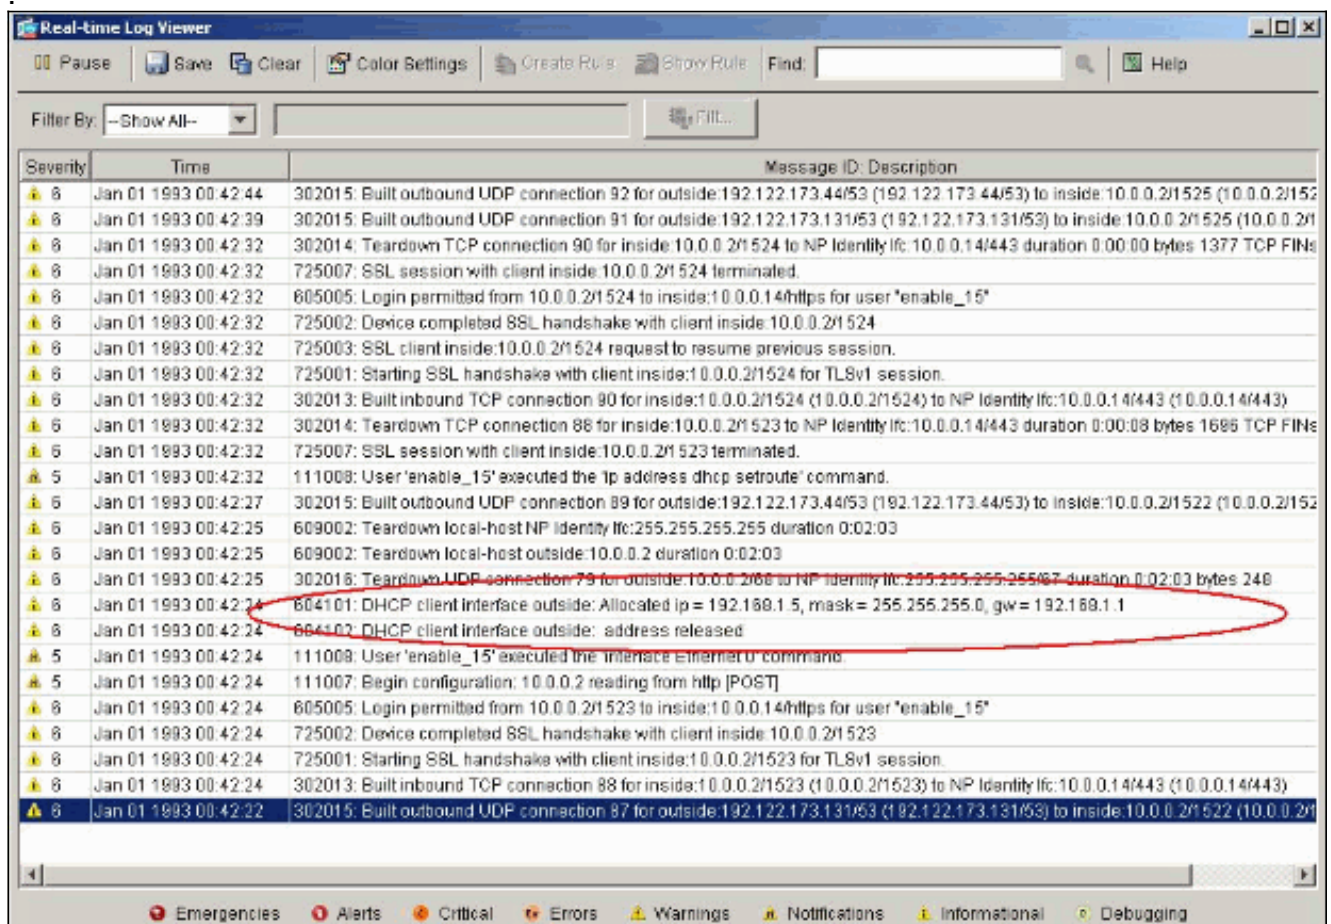 Real-time Log Viewer
Pause Save Clear Color Settings Create Rule Show Rule Find: Help
Filter By: --Show All-- Filt...
Severity Time Message ID: Description
6 Jan 01 1993 00:42:44 302015: Built outbound UDP connection 92 for outside:192.122.173.44/53 (192.122.173.44/53) to inside:10.0.0.2/1525 (10.0.0.2/152
6 Jan 01 1993 00:42:39 302015: Built outbound UDP connection 91 for outside:192.122.173.131/53 (192.122.173.131/53) to inside:10.0.0.2/1525 (10.0.0.2/1
6 Jan 01 1993 00:42:32 302014: Teardown TCP connection 90 for inside:10.0.0.2/1524 to NP Identity Ifc:10.0.0.14/443 duration 0:00:00 bytes 1377 TCP FINs
6 Jan 01 1993 00:42:32 725007: SSL session with client inside:10.0.0.2/1524 terminated.
6 Jan 01 1993 00:42:32 605005: Login permitted from 10.0.0.2/1524 to inside:10.0.0.14/https for user "enable_15"
6 Jan 01 1993 00:42:32 725002: Device completed SSL handshake with client inside:10.0.0.2/1524
6 Jan 01 1993 00:42:32 725003: SSL client inside:10.0.0.2/1524 request to resume previous session.
6 Jan 01 1993 00:42:32 725001: Starting SSL handshake with client inside:10.0.0.2/1524 for TLSv1 session.
6 Jan 01 1993 00:42:32 302013: Built inbound TCP connection 90 for inside:10.0.0.2/1524 (10.0.0.2/1524) to NP Identity Ifc:10.0.0.14/443 (10.0.0.14/443)
6 Jan 01 1993 00:42:32 302014: Teardown TCP connection 88 for inside:10.0.0.2/1523 to NP Identity Ifc:10.0.0.14/443 duration 0:00:08 bytes 1696 TCP FINs
6 Jan 01 1993 00:42:32 725007: SSL session with client inside:10.0.0.2/1523 terminated.
5 Jan 01 1993 00:42:32 111008: User 'enable_15' executed the 'ip address dhcp setroute' command.
6 Jan 01 1993 00:42:27 302015: Built outbound UDP connection 89 for outside:192.122.173.44/53 (192.122.173.44/53) to inside:10.0.0.2/1522 (10.0.0.2/152
6 Jan 01 1993 00:42:25 609002: Teardown local-host NP Identity Ifc:255.255.255.255 duration 0:02:03
6 Jan 01 1993 00:42:25 609002: Teardown local-host outside:10.0.0.2 duration 0:02:03
6 Jan 01 1993 00:42:25 302016: Teardown UDP connection 79 for outside:10.0.0.2/68 to NP Identity Ifc:255.255.255.255/67 duration 0:02:03 bytes 248
6 Jan 01 1993 00:42:24 604101: DHCP client interface outside: Allocated ip = 192.168.1.5, mask = 255.255.255.0, gw = 192.168.1.1
6 Jan 01 1993 00:42:24 604102: DHCP client interface outside: address released
5 Jan 01 1993 00:42:24 111008: User 'enable_15' executed the 'interface Ethernet0' command.
5 Jan 01 1993 00:42:24 111007: Begin configuration: 10.0.0.2 reading from http [POST]
6 Jan 01 1993 00:42:24 605005: Login permitted from 10.0.0.2/1523 to inside:10.0.0.14/https for user "enable_15"
6 Jan 01 1993 00:42:24 725002: Device completed SSL handshake with client inside:10.0.0.2/1523
6 Jan 01 1993 00:42:24 725001: Starting SSL handshake with client inside:10.0.0.2/1523 for TLSv1 session.
6 Jan 01 1993 00:42:24 302013: Built inbound TCP connection 88 for inside:10.0.0.2/1523 (10.0.0.2/1523) to NP Identity Ifc:10.0.0.14/443 (10.0.0.14/443)
6 Jan 01 1993 00:42:22 302015: Built outbound UDP connection 87 for outside:192.122.173.131/53 (192.122.173.131/53) to inside:10.0.0.2/1522 (10.0.0.2/1
Emergencies Alerts Critical Errors Warnings Notifications Informational Debugging